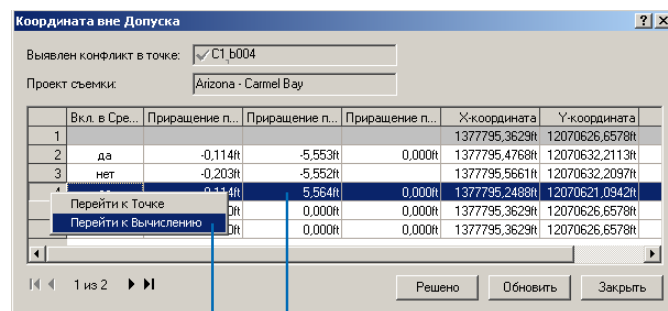 Координата вне Допуска
Выявлен конфликт в точке: C1,b004
Проект съемки: Arizona - Carmel Bay
Вкл. в Сре... Приращение п... Приращение п... Приращение п... X-координата Y-координата
1 1377795,3629ft 12070626,6578ft
2 да -0,114ft -5,553ft 0,000ft 1377795,4768ft 12070632,2113ft
3 нет -0,203ft -5,552ft 1377795,5661ft 12070632,2097ft
5,564ft 0,000ft 1377795,2488ft 12070621,0942ft
Перейти к Точке 0,000ft 0,000ft 1377795,3629ft 12070626,6578ft
Перейти к Вычислению 0,000ft 0,000ft 1377795,3629ft 12070626,6578ft
1 из 2 Решено Обновить Закрыть